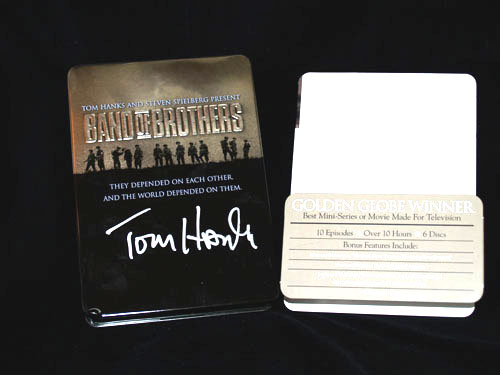 TOM HANKS AND STEVEN SPIELBERG PRESENT
BAND OF BROTHERS
THEY DEPENDED ON EACH OTHER.
AND THE WORLD DEPENDED ON THEM.
Tom Hanks
GOLDEN GLOBE WINNER
Best Mini-Series or Movie Made For Television
10 Episodes Over 10 Hours 6 Discs
Bonus Features Include: